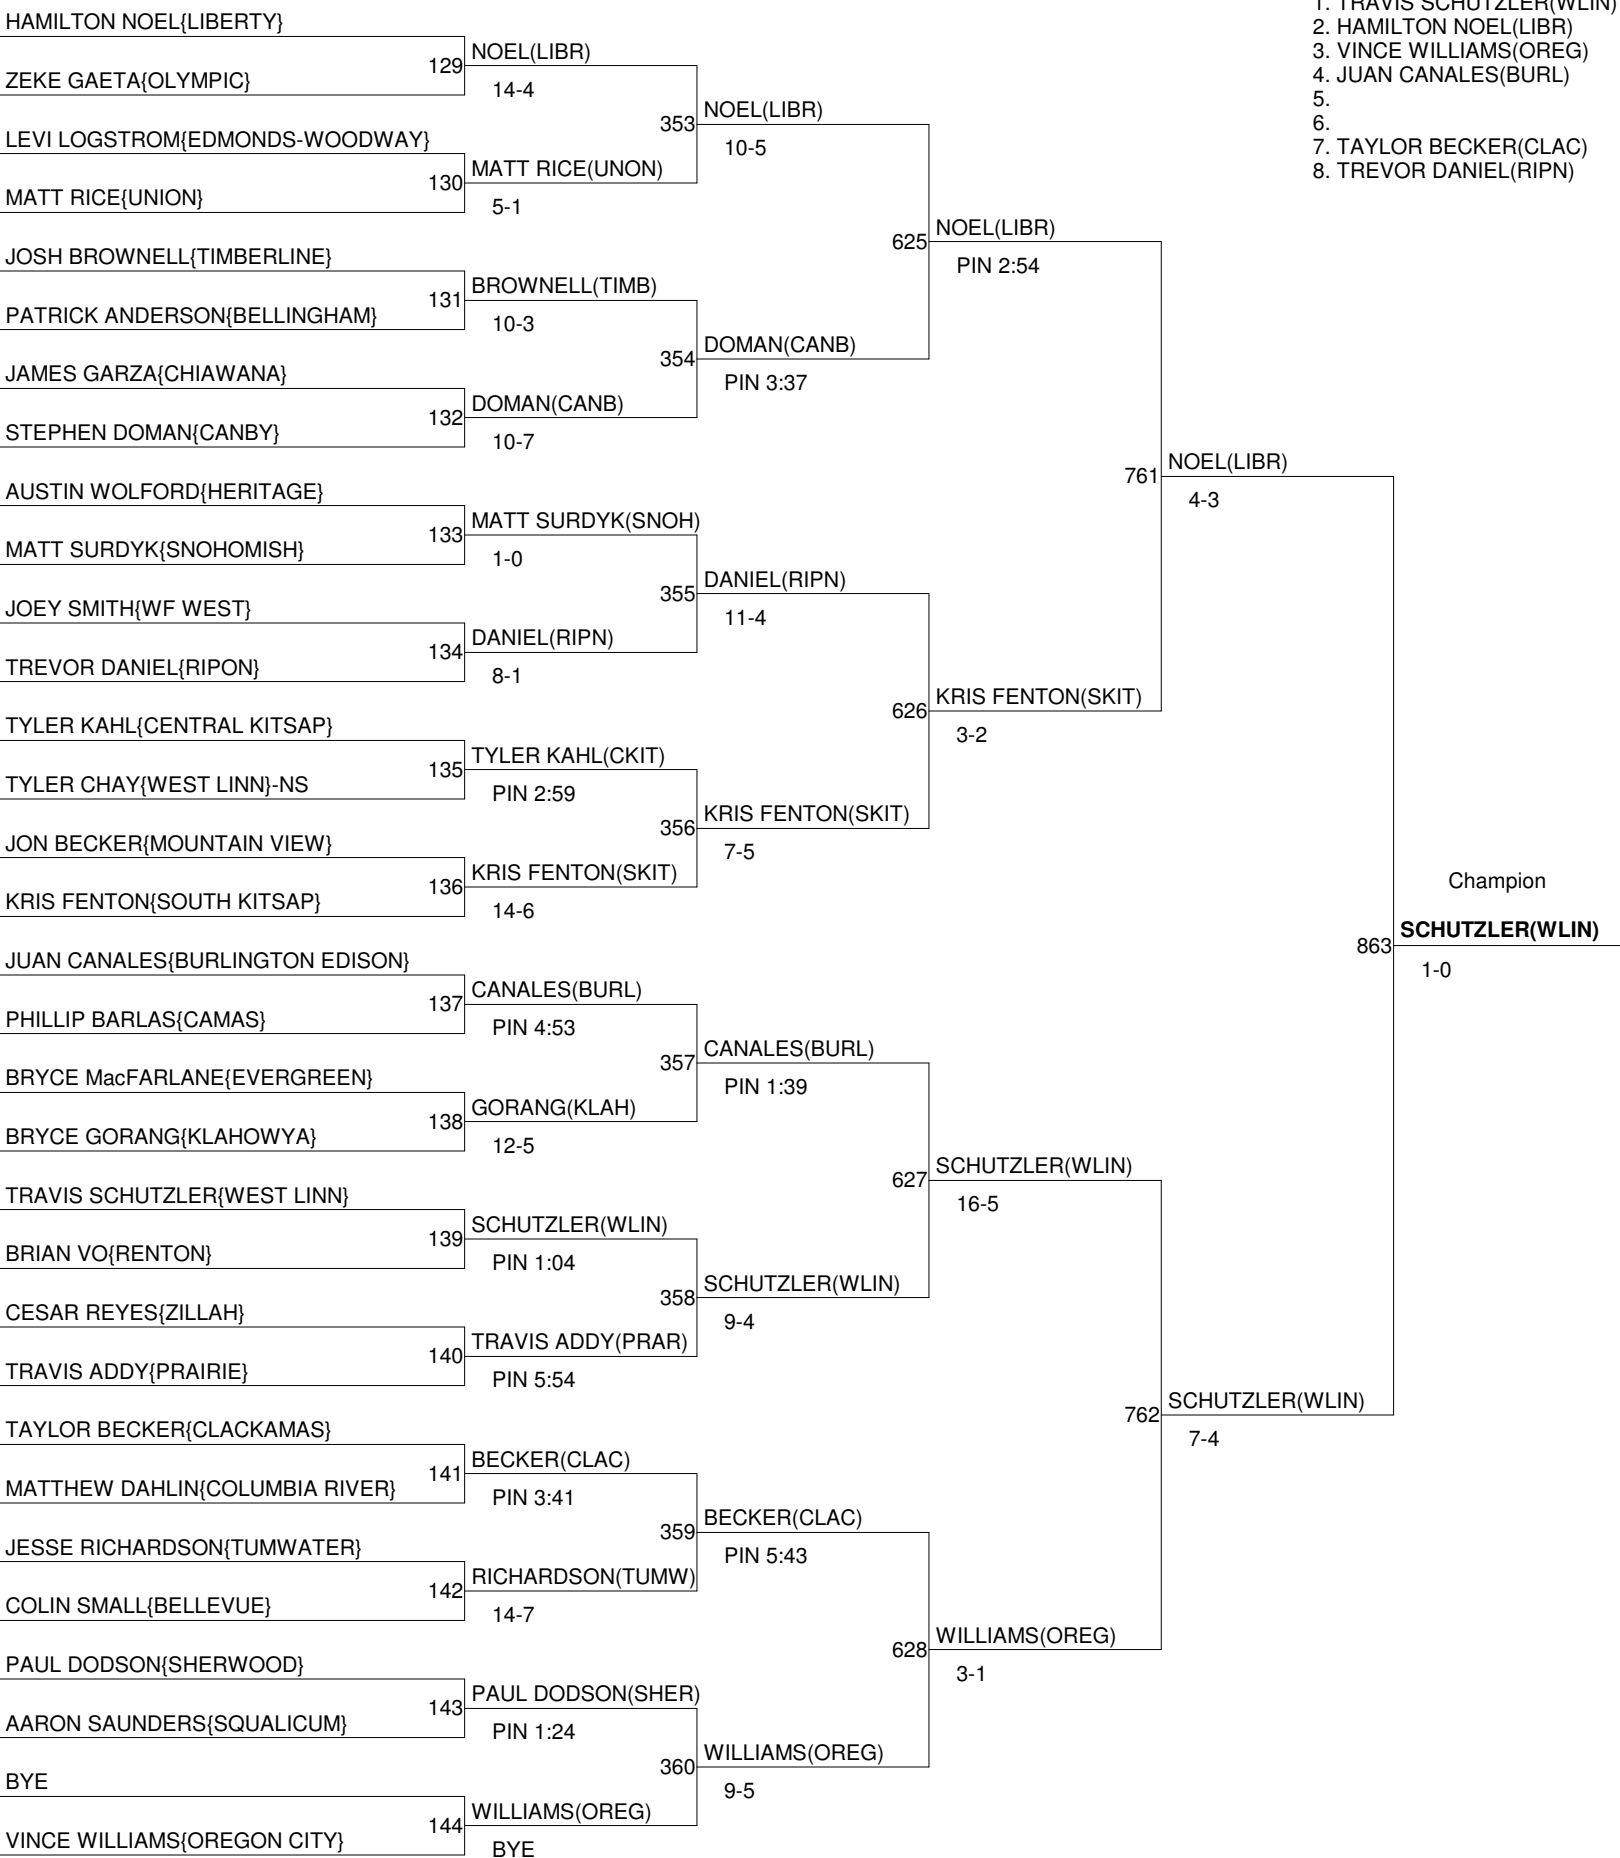 HAMILTON NOEL{LIBERTY}
129
NOEL(LIBR)
14-4
ZEKE GAETA{OLYMPIC}
353
NOEL(LIBR)
10-5
LEVI LOGSTROM{EDMONDS-WOODWAY}
130
MATT RICE(UNON)
5-1
MATT RICE{UNION}
625
NOEL(LIBR)
PIN 2:54
JOSH BROWNELL{TIMBERLINE}
131
BROWNELL(TIMB)
10-3
PATRICK ANDERSON{BELLINGHAM}
354
DOMAN(CANB)
PIN 3:37
JAMES GARZA{CHIAWANA}
132
DOMAN(CANB)
10-7
STEPHEN DOMAN{CANBY}
761
NOEL(LIBR)
4-3
AUSTIN WOLFORD{HERITAGE}
133
MATT SURDYK(SNOH)
1-0
MATT SURDYK{SNOHOMISH}
355
DANIEL(RIPN)
11-4
JOEY SMITH{WF WEST}
134
DANIEL(RIPN)
8-1
TREVOR DANIEL{RIPON}
626
KRIS FENTON(SKIT)
3-2
TYLER KAHL{CENTRAL KITSAP}
135
TYLER KAHL(CKIT)
PIN 2:59
TYLER CHAY{WEST LINN}-NS
356
KRIS FENTON(SKIT)
7-5
JON BECKER{MOUNTAIN VIEW}
136
KRIS FENTON(SKIT)
14-6
KRIS FENTON{SOUTH KITSAP}
Champion
863
SCHUTZLER(WLIN)
1-0
JUAN CANALES{BURLINGTON EDISON}
137
CANALES(BURL)
PIN 4:53
PHILLIP BARLAS{CAMAS}
357
CANALES(BURL)
PIN 1:39
BRYCE MacFARLANE{EVERGREEN}
138
GORANG(KLAH)
12-5
BRYCE GORANG{KLAHOWYA}
627
SCHUTZLER(WLIN)
16-5
TRAVIS SCHUTZLER{WEST LINN}
139
SCHUTZLER(WLIN)
PIN 1:04
BRIAN VO{RENTON}
358
SCHUTZLER(WLIN)
9-4
CESAR REYES{ZILLAH}
140
TRAVIS ADDY(PRAR)
PIN 5:54
TRAVIS ADDY{PRAIRIE}
762
SCHUTZLER(WLIN)
7-4
TAYLOR BECKER{CLACKAMAS}
141
BECKER(CLAC)
PIN 3:41
MATTHEW DAHLIN{COLUMBIA RIVER}
359
BECKER(CLAC)
PIN 5:43
JESSE RICHARDSON{TUMWATER}
142
RICHARDSON(TUMW)
14-7
COLIN SMALL{BELLEVUE}
628
WILLIAMS(OREG)
3-1
PAUL DODSON{SHERWOOD}
143
PAUL DODSON(SHER)
PIN 1:24
AARON SAUNDERS{SQUALICUM}
360
WILLIAMS(OREG)
9-5
BYE
144
WILLIAMS(OREG)
BYE
VINCE WILLIAMS{OREGON CITY}
1. TRAVIS SCHUTZLER(WLIN)
2. HAMILTON NOEL(LIBR)
3. VINCE WILLIAMS(OREG)
4. JUAN CANALES(BURL)
5.
6.
7. TAYLOR BECKER(CLAC)
8. TREVOR DANIEL(RIPN)